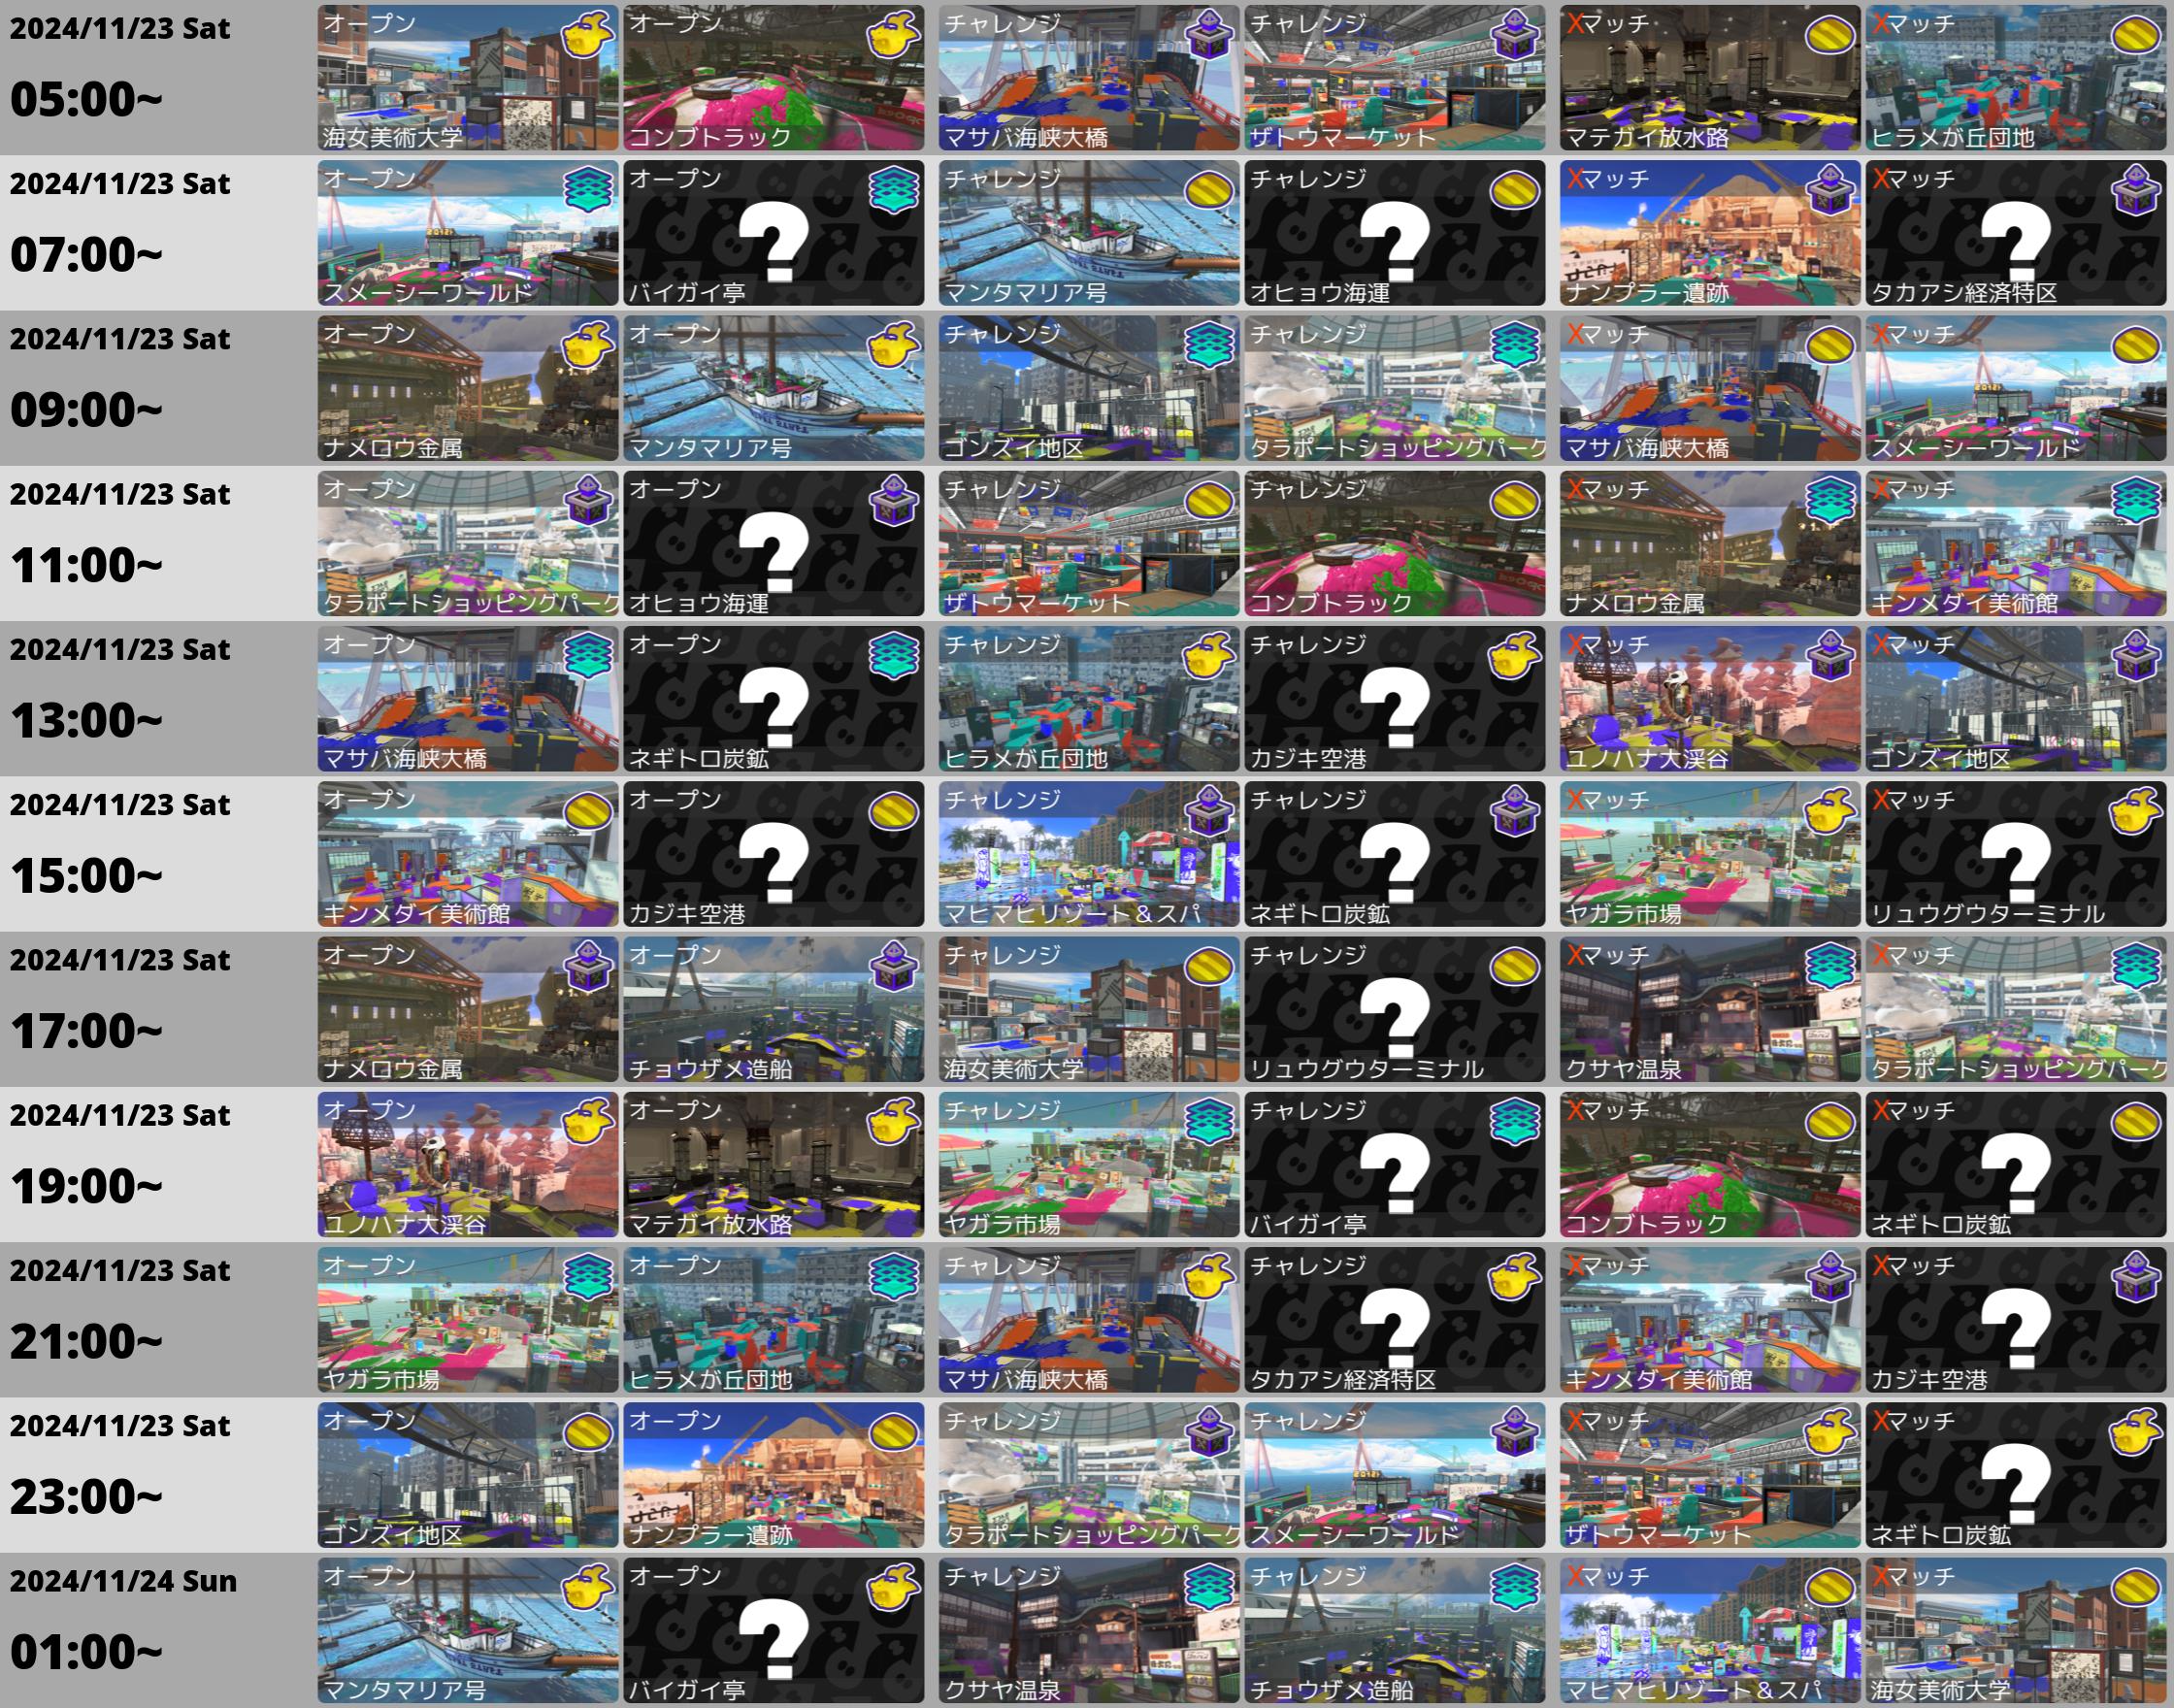 2024/11/23 Sat
05:00~
オープン
海女美術大学
オープン
コンブトラック
チャレンジ
マサバ海峡大橋
チャレンジ
ザトウマーケット
Xマッチ
マテガイ放水路
Xマッチ
ヒラメが丘団地
2024/11/23 Sat
07:00~
オープン
スメーシーワールド
オープン
バイガイ亭
チャレンジ
マンタマリア号
チャレンジ
オヒョウ海運
Xマッチ
ナンプラー遺跡
Xマッチ
タカアシ経済特区
2024/11/23 Sat
09:00~
オープン
ナメロウ金属
オープン
マンタマリア号
チャレンジ
ゴンズイ地区
チャレンジ
タラポートショッピングパーク
Xマッチ
マサバ海峡大橋
Xマッチ
スメーシーワールド
2024/11/23 Sat
11:00~
オープン
タラポートショッピングパーク
オープン
オヒョウ海運
チャレンジ
ザトウマーケット
チャレンジ
コンブトラック
Xマッチ
ナメロウ金属
Xマッチ
キンメダイ美術館
2024/11/23 Sat
13:00~
オープン
マサバ海峡大橋
オープン
ネギトロ炭鉱
チャレンジ
ヒラメが丘団地
チャレンジ
カジキ空港
Xマッチ
ユノハナ大渓谷
Xマッチ
ゴンズイ地区
2024/11/23 Sat
15:00~
オープン
キンメダイ美術館
オープン
カジキ空港
チャレンジ
マヒマヒリゾート＆スパ
チャレンジ
ネギトロ炭鉱
Xマッチ
ヤガラ市場
Xマッチ
リュウグウターミナル
2024/11/23 Sat
17:00~
オープン
ナメロウ金属
オープン
チョウザメ造船
チャレンジ
海女美術大学
チャレンジ
リュウグウターミナル
Xマッチ
クサヤ温泉
Xマッチ
タラポートショッピングパーク
2024/11/23 Sat
19:00~
オープン
ユノハナ大渓谷
オープン
マテガイ放水路
チャレンジ
ヤガラ市場
チャレンジ
バイガイ亭
Xマッチ
コンブトラック
Xマッチ
ネギトロ炭鉱
2024/11/23 Sat
21:00~
オープン
ヤガラ市場
オープン
ヒラメが丘団地
チャレンジ
マサバ海峡大橋
チャレンジ
タカアシ経済特区
Xマッチ
キンメダイ美術館
Xマッチ
カジキ空港
2024/11/23 Sat
23:00~
オープン
ゴンズイ地区
オープン
ナンプラー遺跡
チャレンジ
タラポートショッピングパーク
チャレンジ
スメーシーワールド
Xマッチ
ザトウマーケット
Xマッチ
ネギトロ炭鉱
2024/11/24 Sun
01:00~
オープン
マンタマリア号
オープン
バイガイ亭
チャレンジ
クサヤ温泉
チャレンジ
チョウザメ造船
Xマッチ
マヒマヒリゾート＆スパ
Xマッチ
海女美術大学